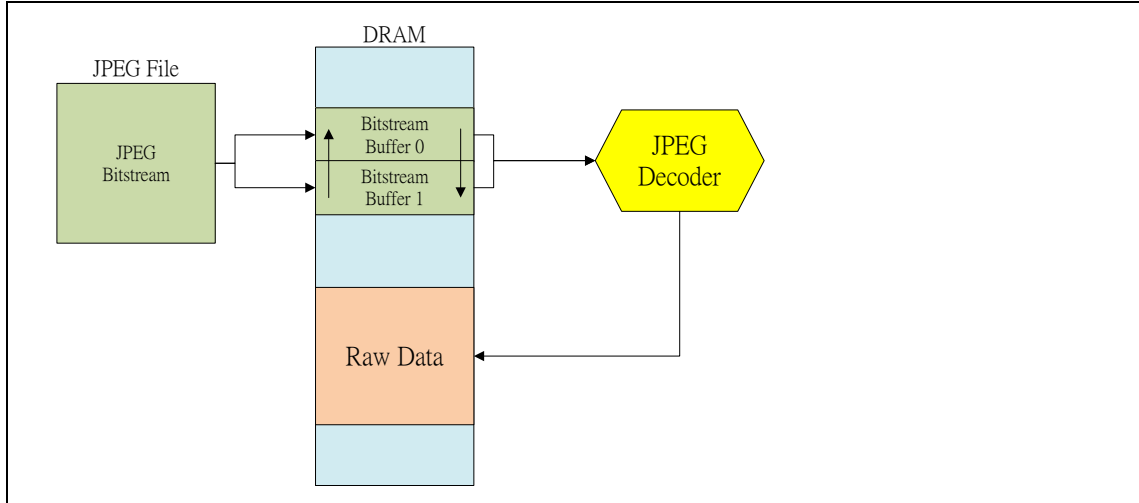 DRAM
JPEG File
JPEG
Bitstream
Bitstream
Buffer 0
Bitstream
Buffer 1
JPEG
Decoder
Raw Data